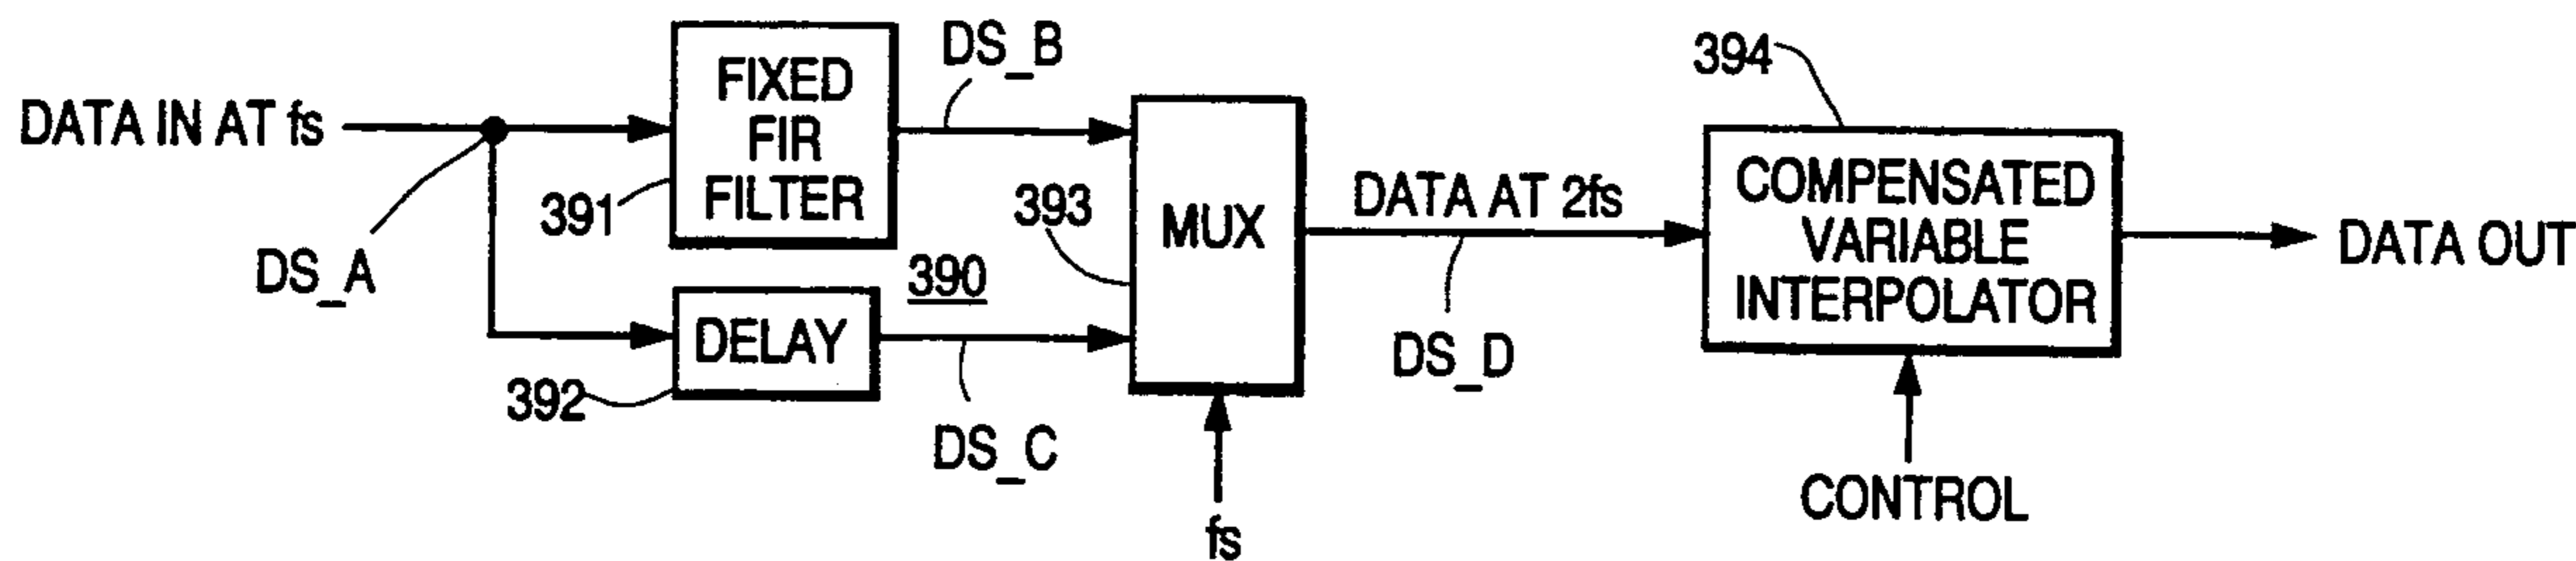 DATA IN AT fs
DS_A
FIXED
FIR
FILTER
391
DS_B
390
DELAY
392
DS_C
393
MUX
fs
DATA AT 2fs
DS_D
394
COMPENSATED
VARIABLE
INTERPOLATOR
CONTROL
DATA OUT